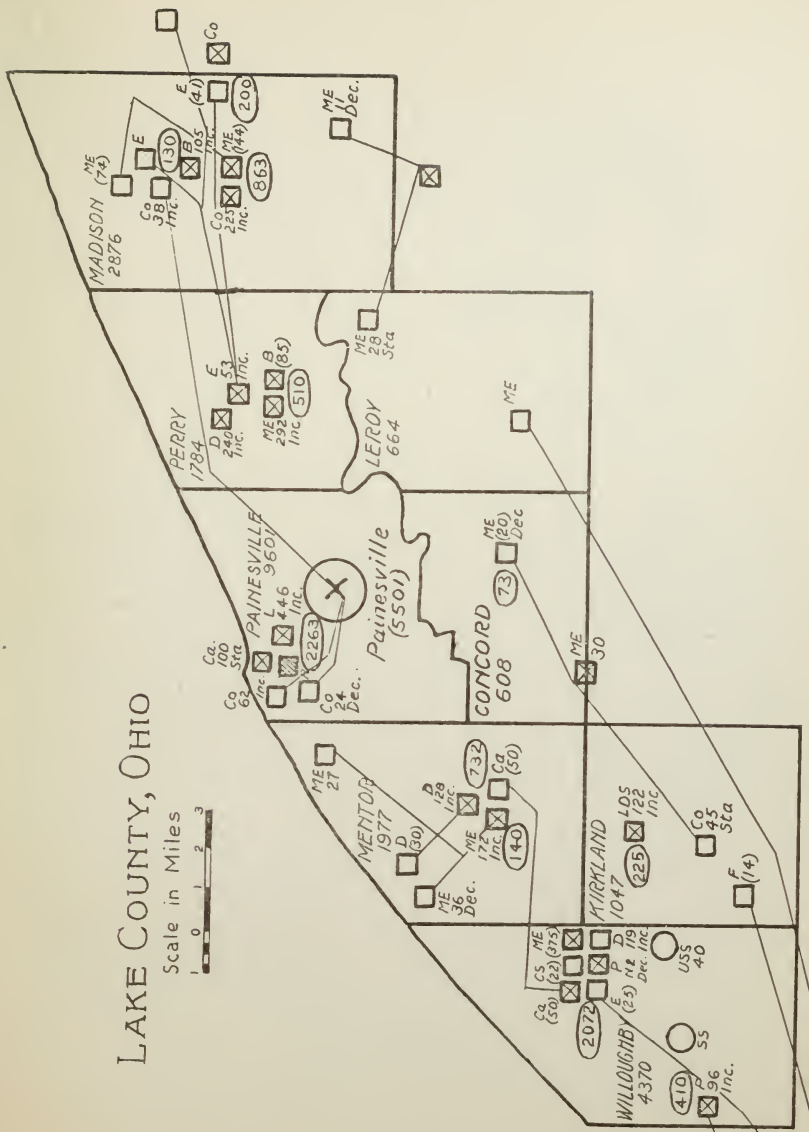 LAKE COUNTY, OHIO
Scale in Miles
1 0 1 2 3
MADISON
2876
ME
(74)
E
Co
38
Inc.
130
B
105
Inc.
ME
(144)
Co
225
Inc.
863
E
(41)
200
Co
ME
11
Dec.
PERRY
1784
D
240
Inc.
E
53
Inc.
ME
292
Inc.
B
(85)
510
LEROY
664
ME
28
Sta
ME
PAINESVILLE
9601
L
446
Inc.
Ca.
100
Sta
Co
62
Inc.
Co
24
Dec.
2263
X
Painesville
(5501)
CONCORD
608
ME
(20)
Dec
73
ME
30
MENTOR
1977
ME
27
D
(30)
D
128
Inc.
ME
36
Dec.
ME
172
Inc.
732
140
Ca
(50)
KIRKLAND
1047
LDS
122
Inc
225
Co
45
Sta
F
(14)
WILLOUGHBY
4370
Ca
(50)
CS
(22)
ME
(375)
E
(25)
P
Dec.
D
119
Inc.
2072
USS
40
SS
410
P
96
Inc.